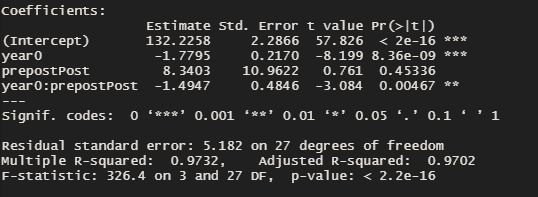 Coefficients:
Estimate Std. Error t value Pr(>|t|)
(Intercept) 132.2258 2.2866 57.826 < 2e-16 ***
year0 -1.7795 0.2170 -8.199 8.36e-09 ***
prepostPost 8.3403 10.9622 0.761 0.45336
year0:prepostPost -1.4947 0.4846 -3.084 0.00467 **
---
Signif. codes: 0 ‘***’ 0.001 ‘**’ 0.01 ‘*’ 0.05 ‘.’ 0.1 ‘ ’ 1
Residual standard error: 5.182 on 27 degrees of freedom
Multiple R-squared: 0.9732, Adjusted R-squared: 0.9702
F-statistic: 326.4 on 3 and 27 DF, p-value: < 2.2e-16